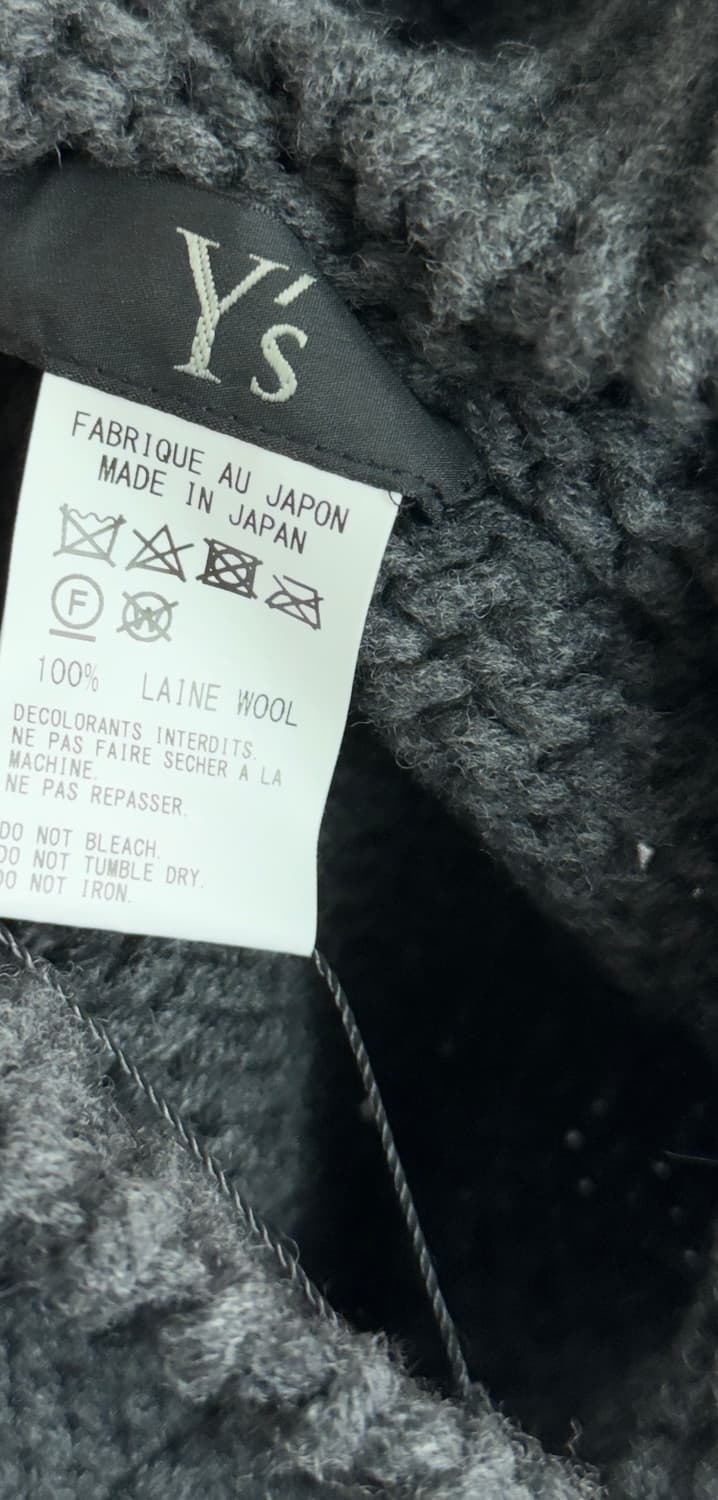 Y's
FABRIQUE AU JAPON
MADE IN JAPAN
F W
100% LAINE WOOL
DECOLORANTS INTERDITS.
NE PAS FAIRE SECHER A LA
MACHINE.
NE PAS REPASSER.
DO NOT BLEACH.
DO NOT TUMBLE DRY.
DO NOT IRON.